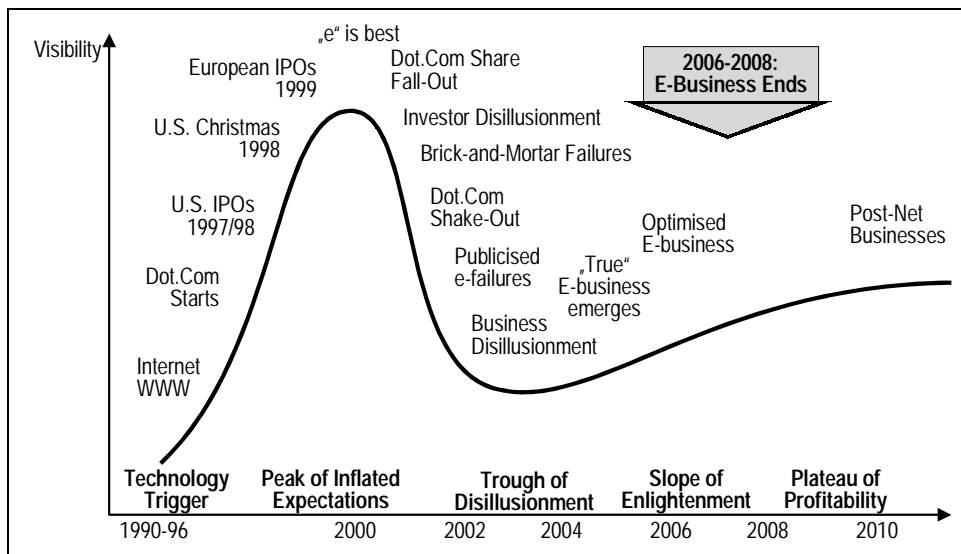 Visibility
„e“ is best
European IPOs
1999
Dot.Com Share
Fall-Out
2006-2008:
E-Business Ends
U.S. Christmas
1998
Investor Disillusionment
Brick-and-Mortar Failures
U.S. IPOs
1997/98
Dot.Com
Shake-Out
Optimised
E-business
Post-Net
Businesses
Dot.Com
Starts
Publicised
e-failures
„True“
E-business
emerges
Business
Disillusionment
Internet
WWW
Technology
Trigger
Peak of Inflated
Expectations
Trough of
Disillusionment
Slope of
Enlightenment
Plateau of
Profitability
1990-96
2000
2002
2004
2006
2008
2010